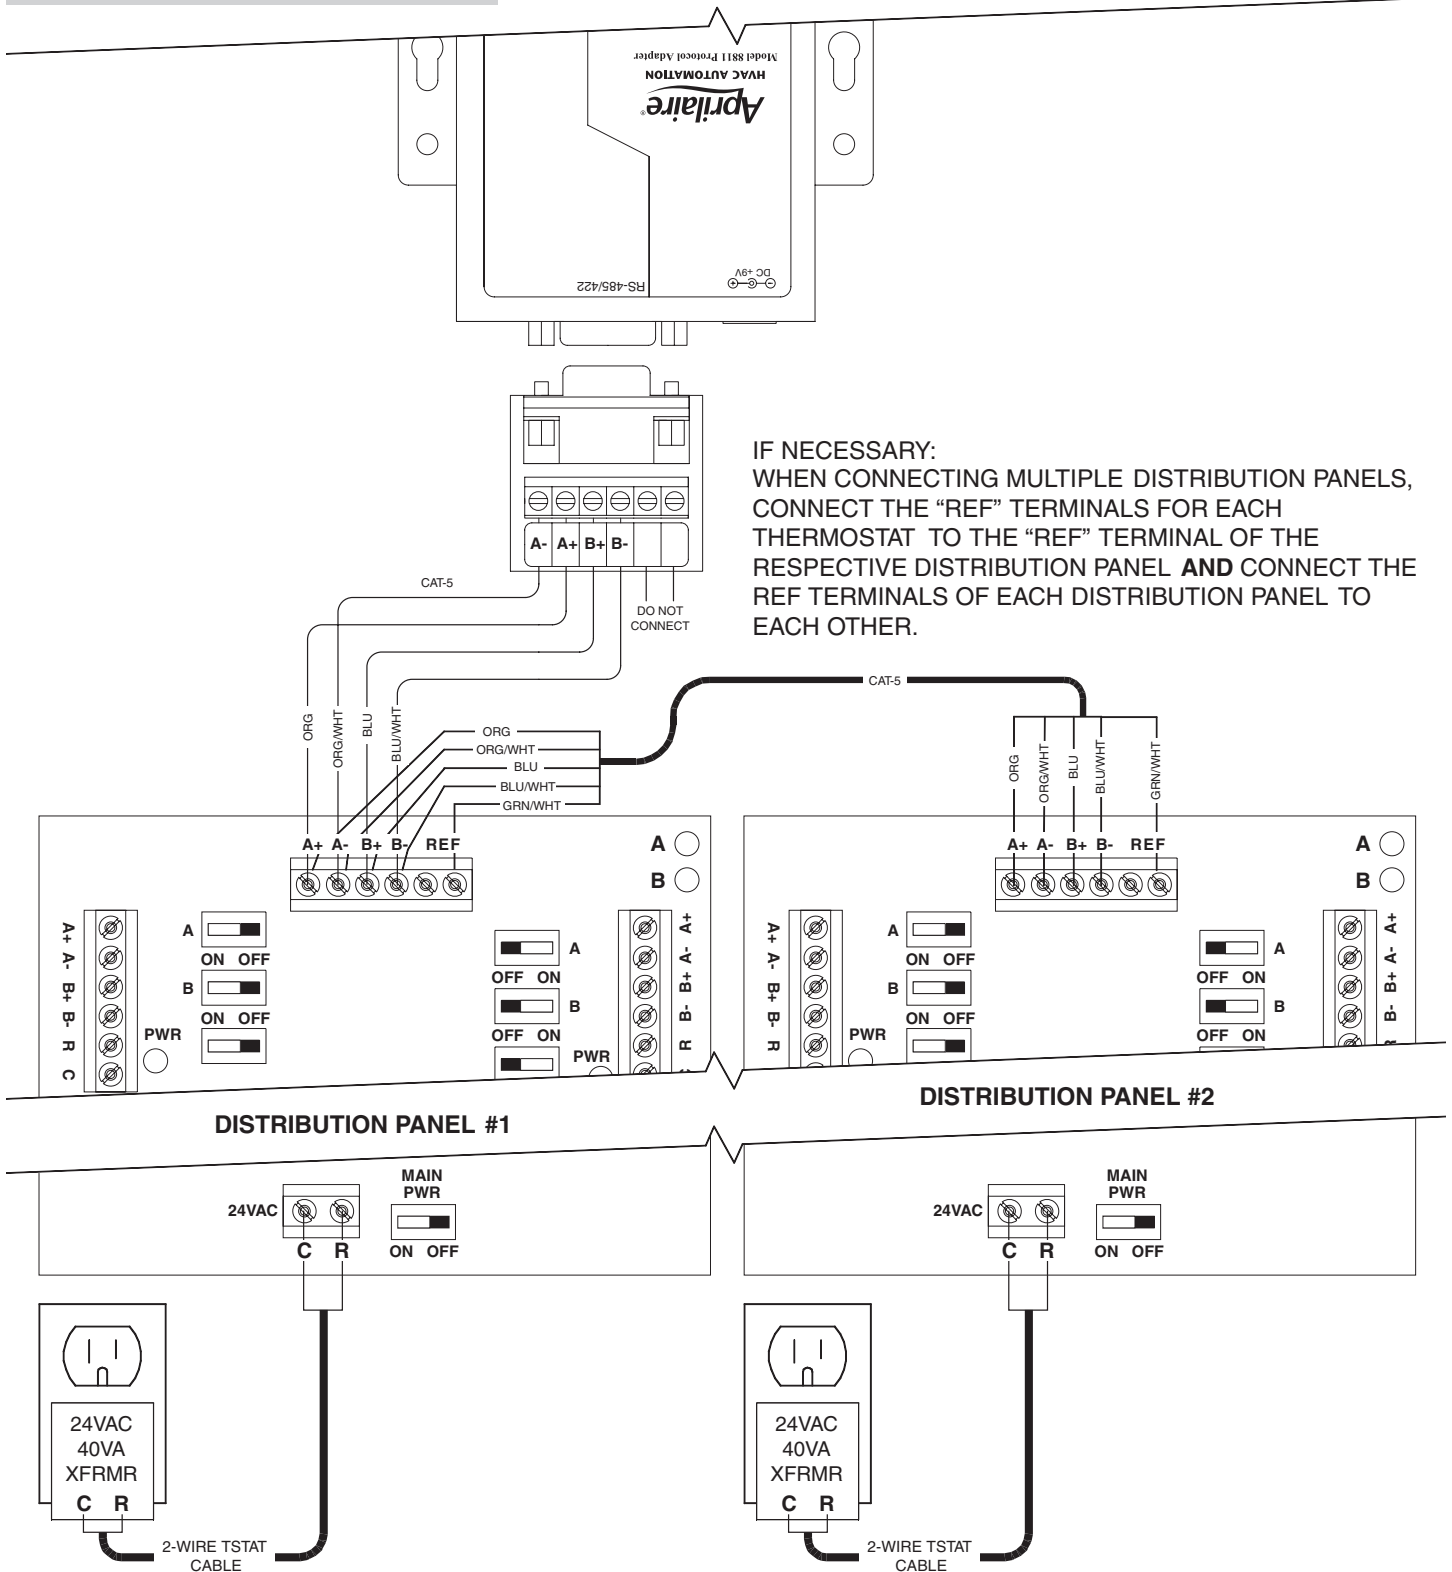 Model 8811 Protocol Adapter
HVAC AUTOMATION
Aprilaire®
DC +9V
RS-485/422
IF NECESSARY:
WHEN CONNECTING MULTIPLE DISTRIBUTION PANELS,
CONNECT THE “REF” TERMINALS FOR EACH
THERMOSTAT TO THE “REF” TERMINAL OF THE
RESPECTIVE DISTRIBUTION PANEL AND CONNECT THE
REF TERMINALS OF EACH DISTRIBUTION PANEL TO
EACH OTHER.
A- A+ B+ B-
CAT-5
DO NOT
CONNECT
CAT-5
ORG
ORG/WHT
BLU
BLU/WHT
ORG
ORG/WHT
BLU
BLU/WHT
GRN/WHT
ORG
ORG/WHT
BLU
BLU/WHT
GRN/WHT
A+ A- B+ B- REF
A
B
A+
A-
B+
B-
R
C
A
ON OFF
B
ON OFF
PWR
A
OFF ON
B
OFF ON
PWR
A+
A-
B+
B-
R
A+ A- B+ B- REF
A
B
A+
A-
B+
B-
R
A
ON OFF
B
ON OFF
PWR
A
OFF ON
B
OFF ON
A+
A-
B+
B-
DISTRIBUTION PANEL #1
DISTRIBUTION PANEL #2
24VAC
C R
MAIN
PWR
ON OFF
24VAC
C R
MAIN
PWR
ON OFF
24VAC
40VA
XFRMR
C R
2-WIRE TSTAT
CABLE
24VAC
40VA
XFRMR
C R
2-WIRE TSTAT
CABLE